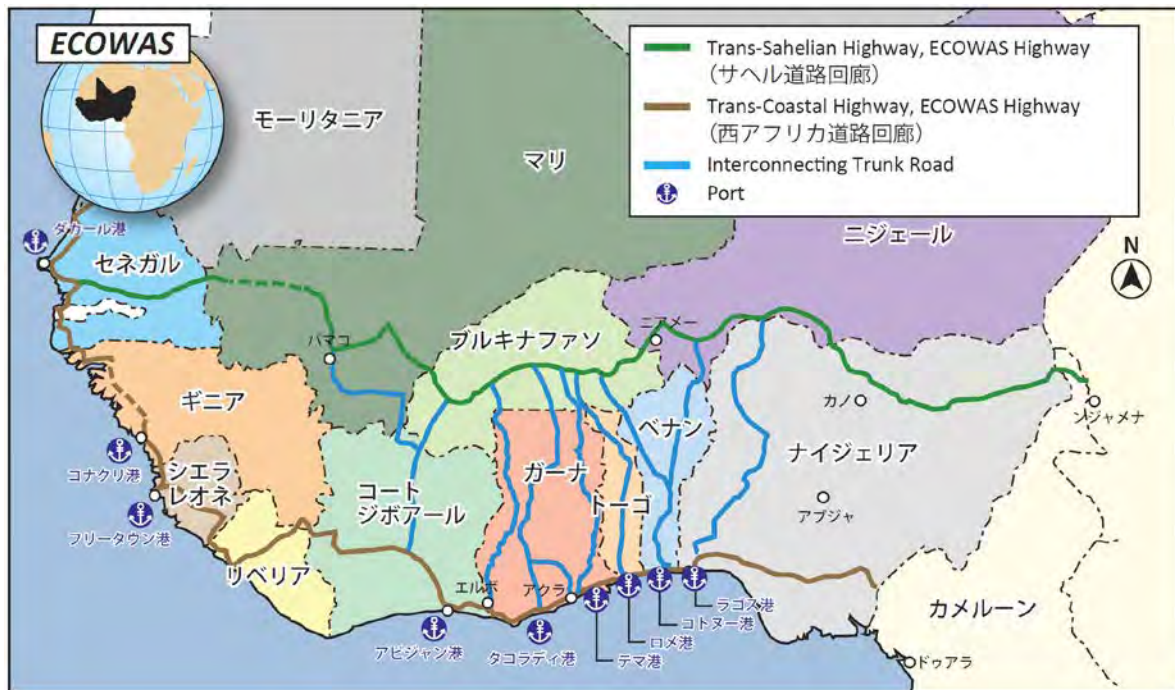 ECOWAS
Trans-Sahelian Highway, ECOWAS Highway
(サヘル道路回廊)
Trans-Coastal Highway, ECOWAS Highway
(西アフリカ道路回廊)
Interconnecting Trunk Road
Port
モーリタニア
マリ
ニジェール
N
ダカール港
セネガル
バマコ
ブルキナファソ
ニアメー
ギニア
カノ
ンジャメナ
ベナン
ナイジェリア
コナクリ港
シエラ
レオネ
コート
ジボアール
ガーナ
トーゴ
アブジャ
フリータウン港
リベリア
エルボ
アクラ
ラゴス港
コトヌー港
カメルーン
アビジャン港
タコラディ港
ロメ港
テマ港
ドゥアラ